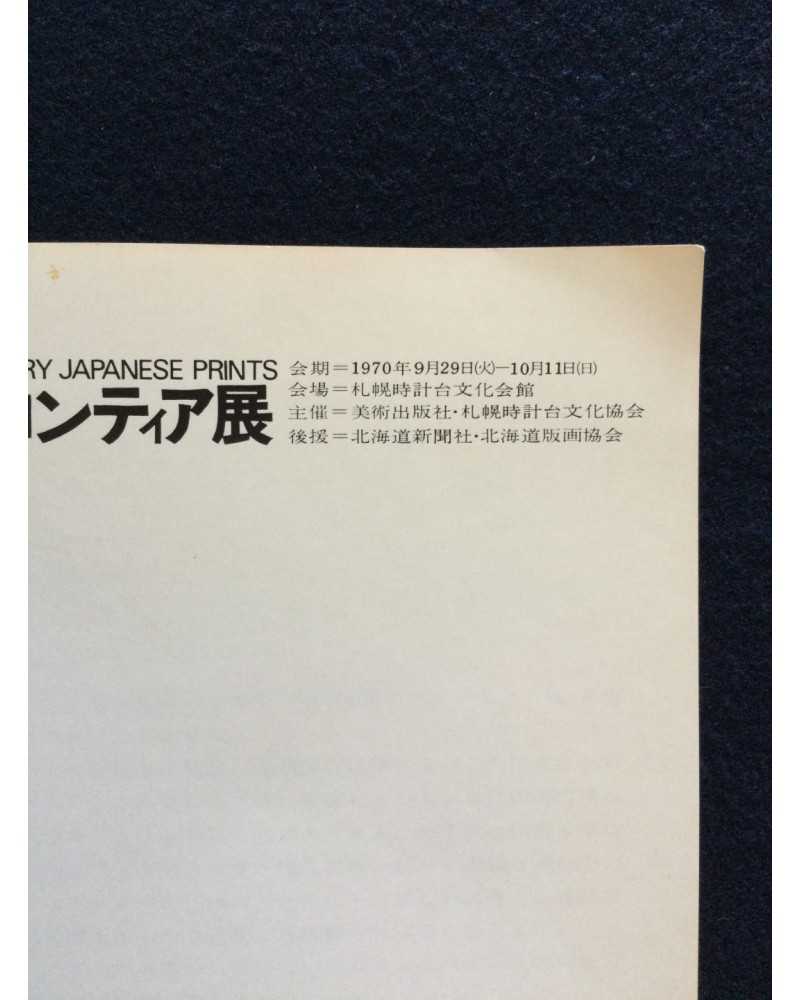 RY JAPANESE PRINTS
ロンティア展
会期＝1970年9月29日(火)—10月11日(日)
会場＝札幌時計台文化会館
主催＝美術出版社・札幌時計台文化協会
後援＝北海道新聞社・北海道版画協会